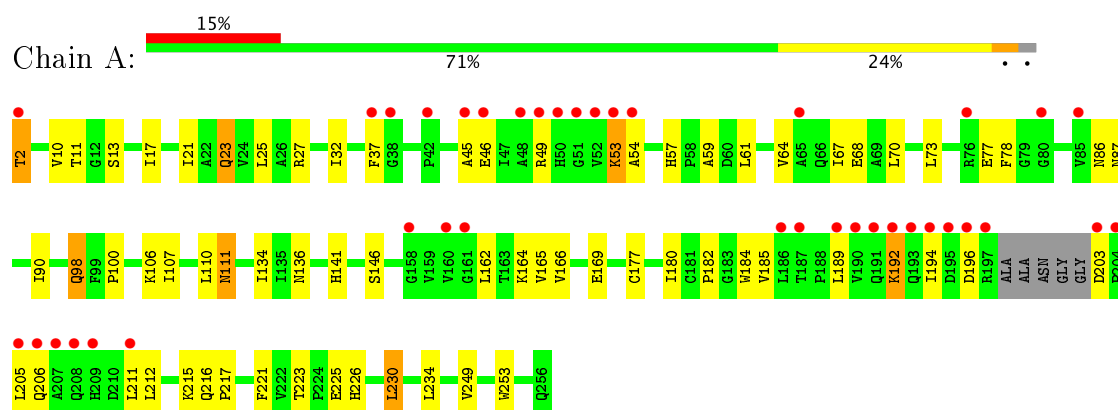 15%
Chain A:
71% 24% • •
T2 V10 T11 G12 S13 I17 I21 A22 Q23 V24 L25 A26 R27 I32 F37 G38 P42 A45 E46 I47 A48 R49 H50 G51 V52 K53 A54 H57 P58 A59 D60 L61 V64 A65 Q66 I67 E68 A69 L70 L73 R76 E77 F78 G79 G80 V85 N86 N87
I90 Q98 F99 P100 K106 I107 L110 N111 I134 I135 N136 H141 S146 G158 V159 V160 G161 L162 T163 K164 V165 V166 E169 C177 I180 C181 P182 G183 W184 V185 L186 T187 P188 L189 V190 Q191 K192 Q193 I194 D195 D196 R197 ALA ALA ASN GLY GLY D203
L205 Q206 A207 Q208 H209 D210 L211 L212 K215 Q216 P217 F221 V222 T223 P224 E225 H226 L230 L234 V249 W253 Q256